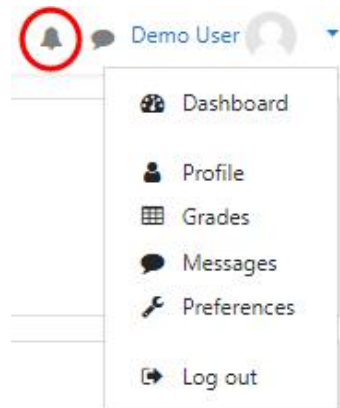 Demo User
Dashboard
Profile
Grades
Messages
Preferences
Log out